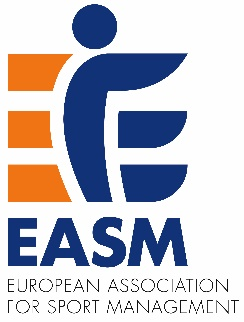 EASM
EUROPEAN ASSOCIATION
FOR SPORT MANAGEMENT